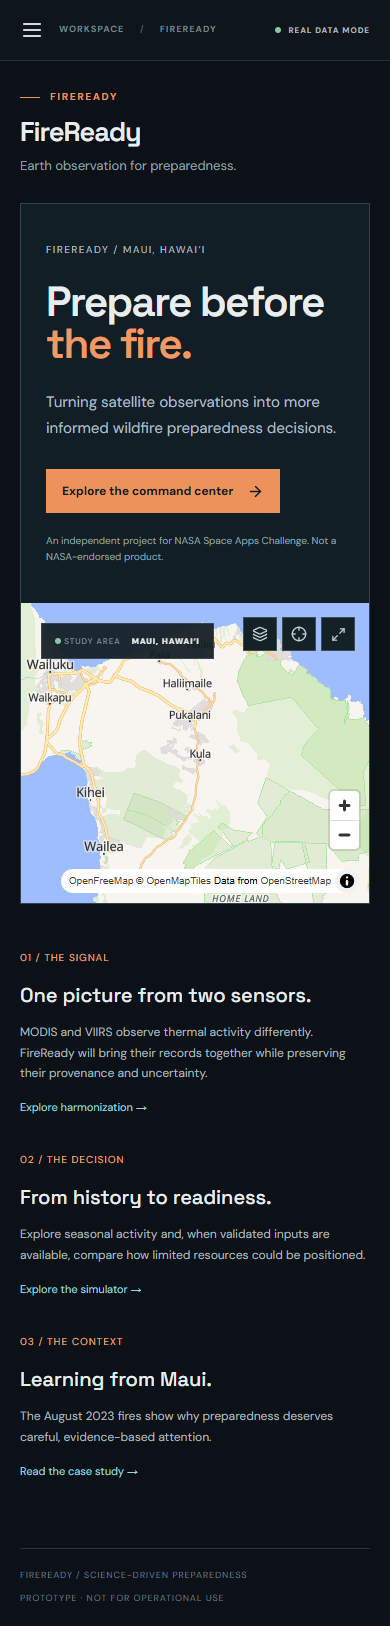 WORKSPACE / FIREREADY
REAL DATA MODE
FIREREADY
FireReady
Earth observation for preparedness.
FIREREADY / MAUI, HAWAIʻI
Prepare before
the fire.
Turning satellite observations into more
informed wildfire preparedness decisions.
Explore the command center →
An independent project for NASA Space Apps Challenge. Not a
NASA-endorsed product.
STUDY AREA MAUI, HAWAIʻI
Wailuku
Waikapu
Haliimaile
Pukalani
Kula
Kihei
Wailea
OpenFreeMap © OpenMapTiles Data from OpenStreetMap
HOME LAND
01 / THE SIGNAL
One picture from two sensors.
MODIS and VIIRS observe thermal activity differently.
FireReady will bring their records together while preserving
their provenance and uncertainty.
Explore harmonization →
02 / THE DECISION
From history to readiness.
Explore seasonal activity and, when validated inputs are
available, compare how limited resources could be positioned.
Explore the simulator →
03 / THE CONTEXT
Learning from Maui.
The August 2023 fires show why preparedness deserves
careful, evidence-based attention.
Read the case study →
FIREREADY / SCIENCE-DRIVEN PREPAREDNESS
PROTOTYPE · NOT FOR OPERATIONAL USE